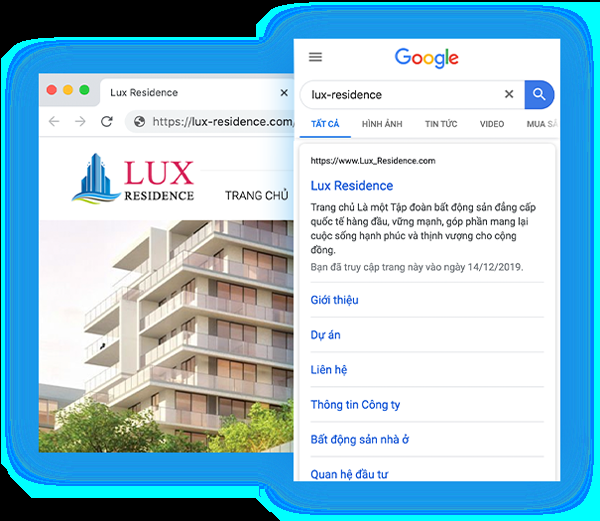 Lux Residence
https://lux-residence.com/
LUX
RESIDENCE
TRANG CHỦ
Google
lux-residence
TẤT CẢ HÌNH ẢNH TIN TỨC VIDEO MUA SẮ
https://www.Lux_Residence.com
Lux Residence
Trang chủ Là một Tập đoàn bất động sản đẳng cấp
quốc tế hàng đầu, vững mạnh, góp phần mang lại
cuộc sống hạnh phúc và thịnh vượng cho cộng
đồng.
Bạn đã truy cập trang này vào ngày 14/12/2019.
Giới thiệu
Dự án
Liên hệ
Thông tin Công ty
Bất động sản nhà ở
Quan hệ đầu tư